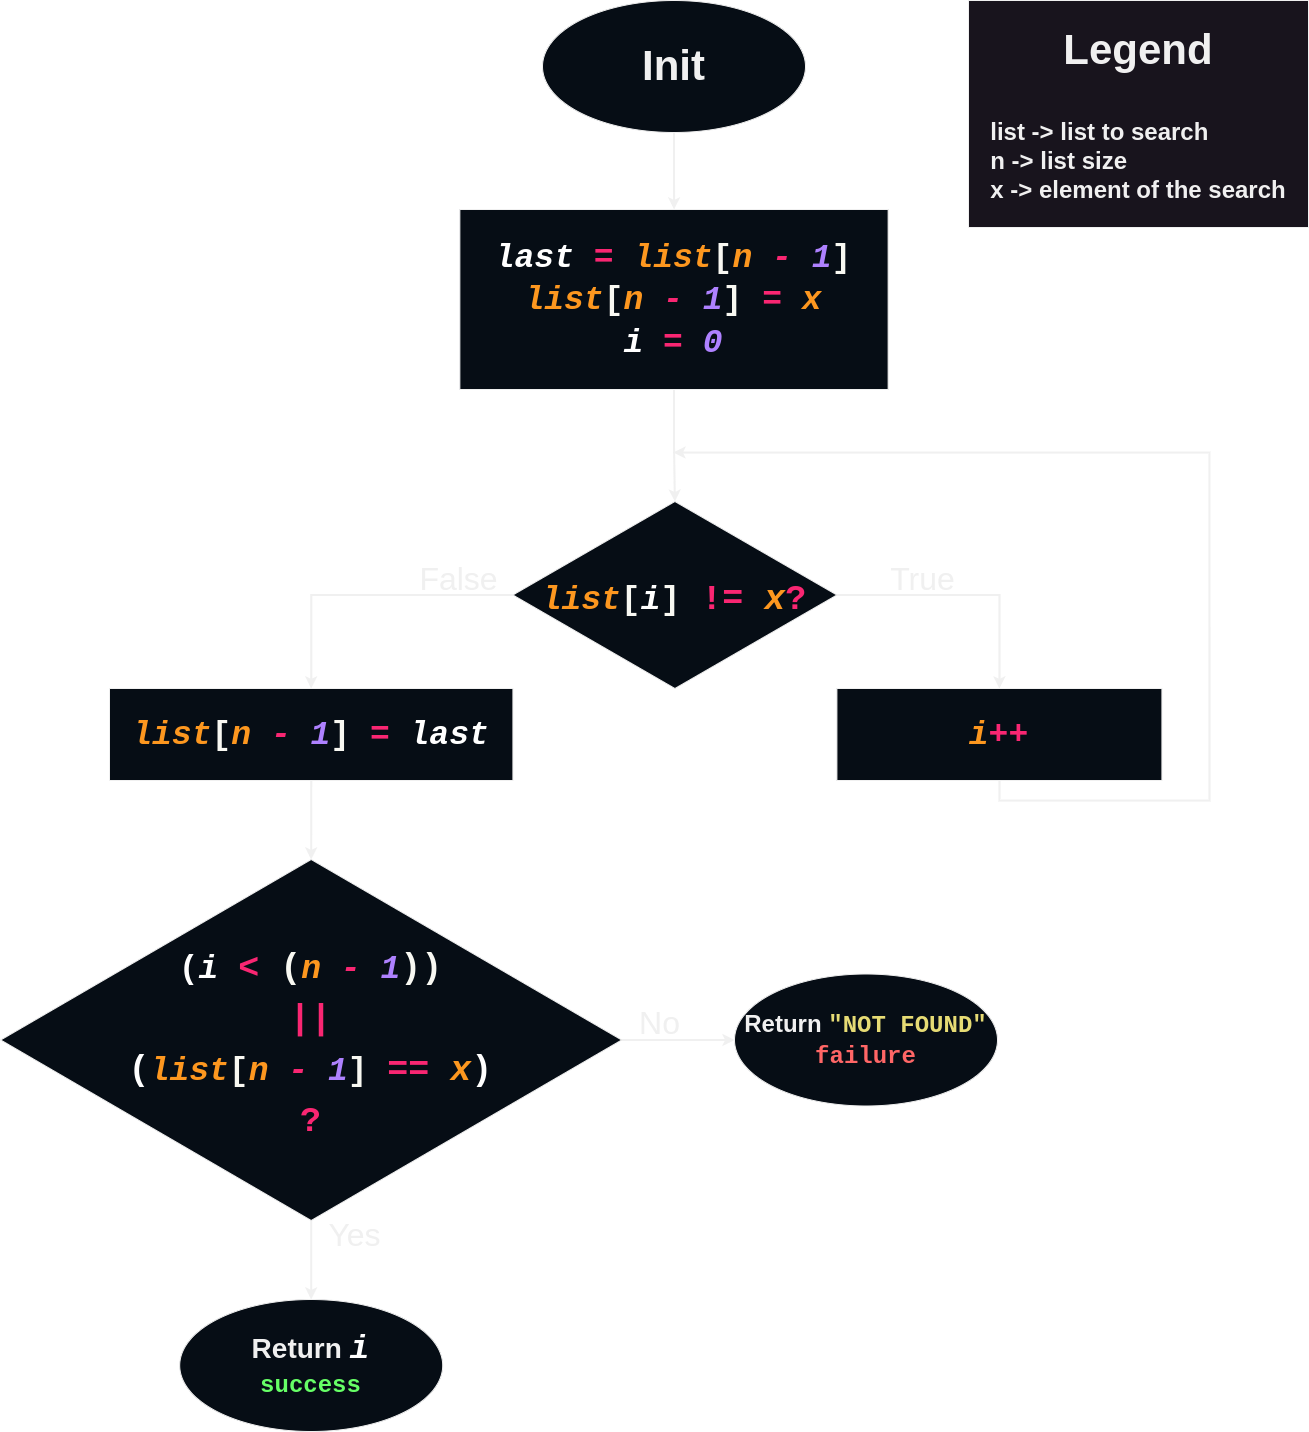 Init
Legend
list -> list to search
n -> list size
x -> element of the search
last = list[n - 1]
list[n - 1] = x
i = 0
False
list[i] != x?
True
list[n - 1] = last
i++
(i < (n - 1))
||
(list[n - 1] == x)
?
No
Return "NOT FOUND"
failure
Yes
Return i
success